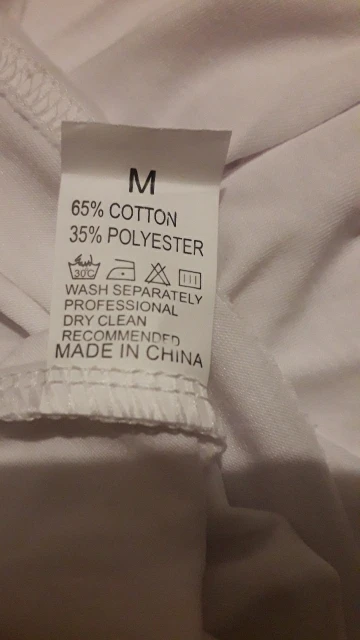 M
65% COTTON
35% POLYESTER
30℃
WASH SEPARATELY
PROFESSIONAL
DRY CLEAN
RECOMMENDED
MADE IN CHINA